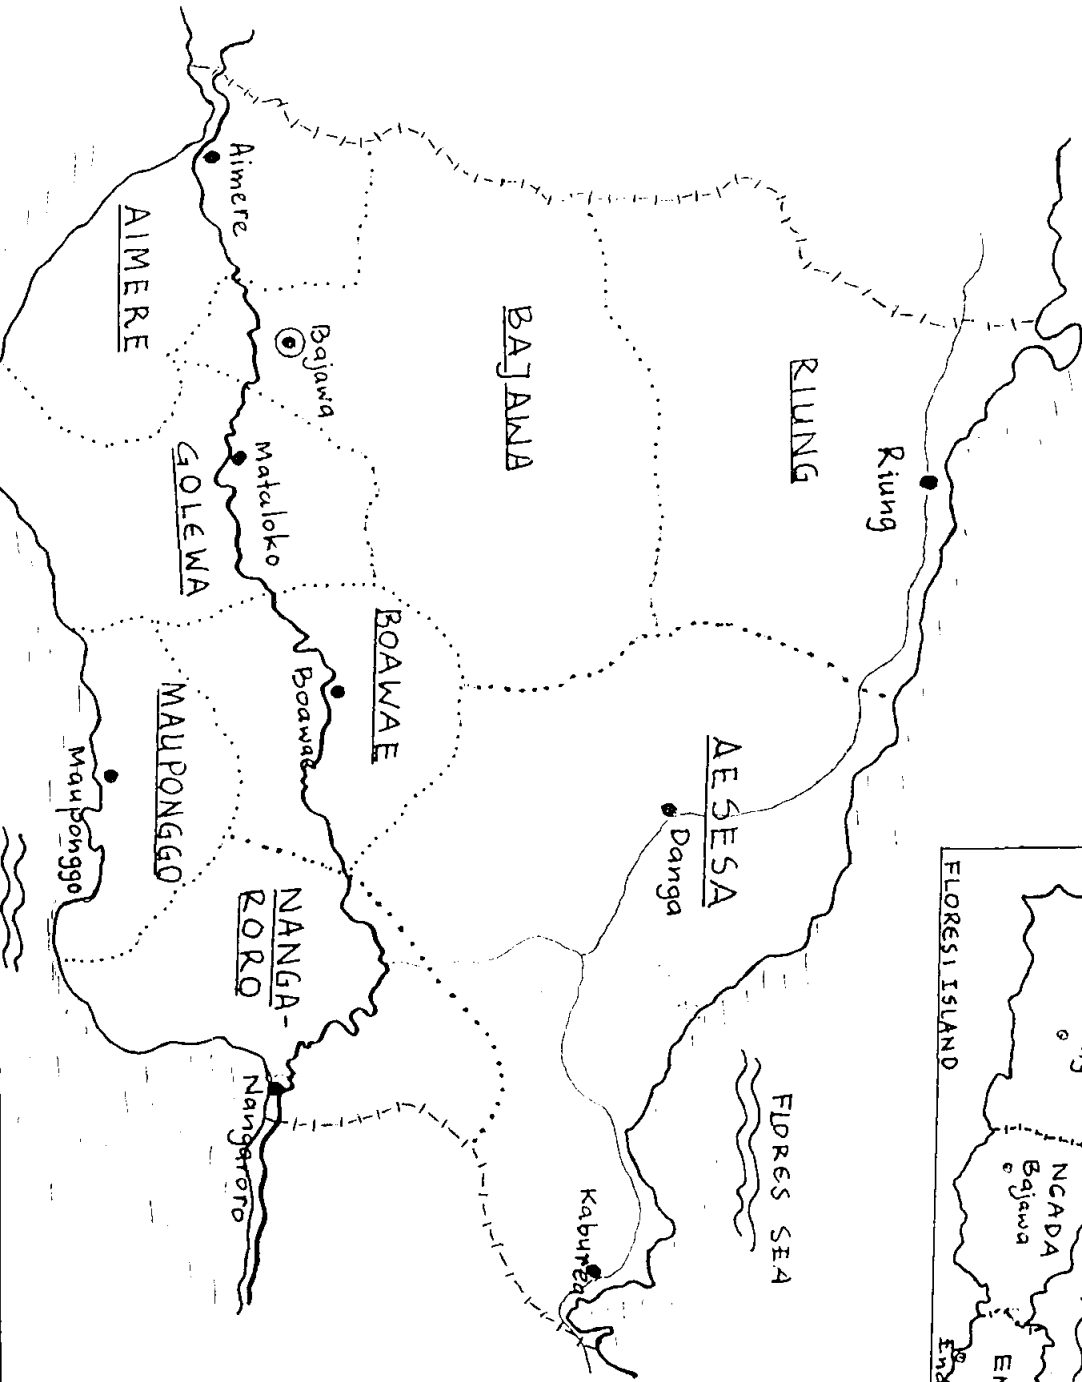 RIUNG
Riung
BAJAWA
AESESA
Danga
FLORES SEA
Kaburea
Aimere
AIMERE
Bajawa
Mataloko
GOLEWA
BOAWAE
Boawae
MAUPONGGO
Mauponggo
NANGA-
RORO
Nangaroro
FLORES ISLAND
NGADA
Bajawa